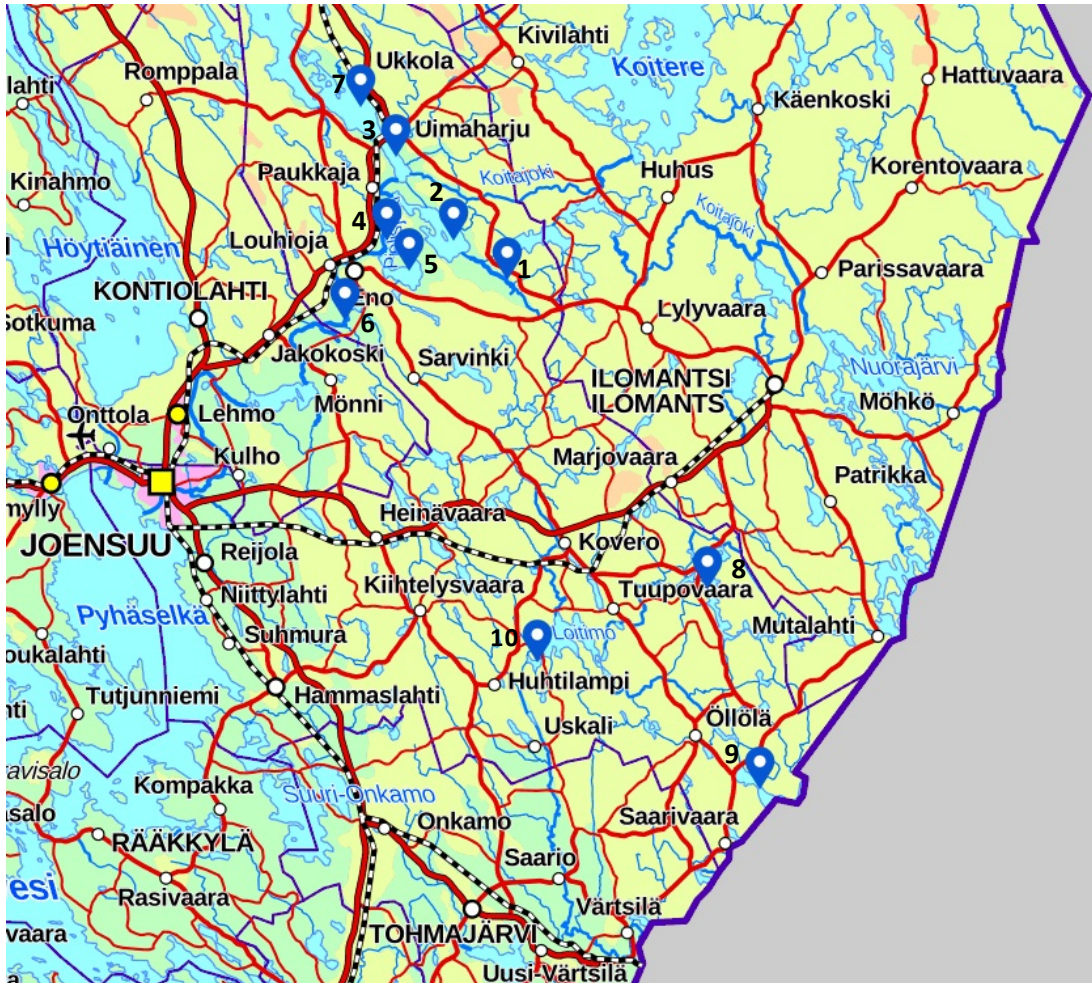 Kivilahti
Ukkola
Koitere
Romppala
Hattuvaara
7
lahti
Käenkoski
3
Uimaharju
Paukkaja
Koitajoki
Huhus
Korentovaara
Kinahmo
2
4
Koitajoki
Höytiäinen
Louhioja
5
1
Parissavaara
KONTIOLAHTI
Eno
6
Lylyvaara
Sotkuma
Jakokoski
Sarvinki
Nuorajärvi
ILOMANTSI
ILOMANTS
Mönni
Möhkö
Onttola
Lehmo
Kulho
Marjovaara
Patrikka
mylly
Heinävaara
JOENSUU
Reijola
Kovero
8
Kiihtelysvaara
Tuupovaara
Niittylahti
Pyhäselkä
Suhmura
10
Loitimo
Mutalahti
oukalahti
Tutjunniemi
Hammaslahti
Huhtilampi
nti
Uskali
Öllölä
9
avisalo
Kompakka
Suuri-Onkamo
asalo
Onkamo
Saarivaara
RÄÄKKYLÄ
Saario
esi
Rasivaara
Värtsilä
vaara
TOHMAJÄRVI
Uusi-Värtsilä
a